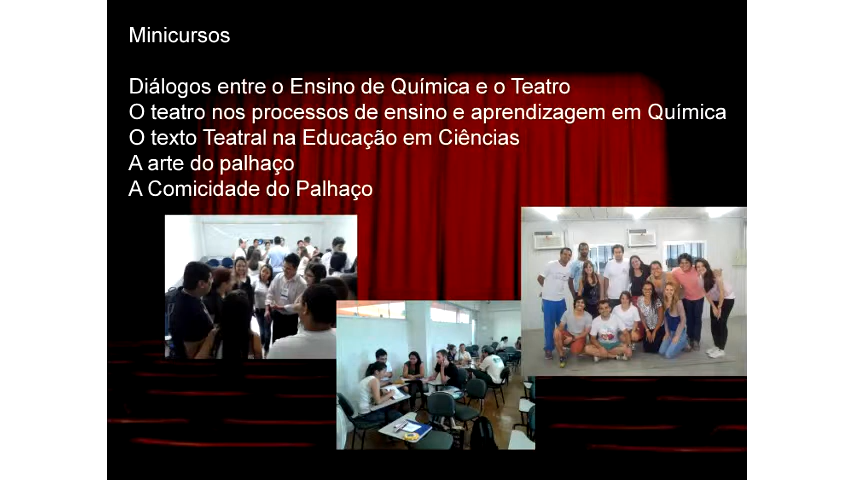 Minicursos
Diálogos entre o Ensino de Química e o Teatro
O teatro nos processos de ensino e aprendizagem em Química
O texto Teatral na Educação em Ciências
A arte do palhaço
A Comicidade do Palhaço